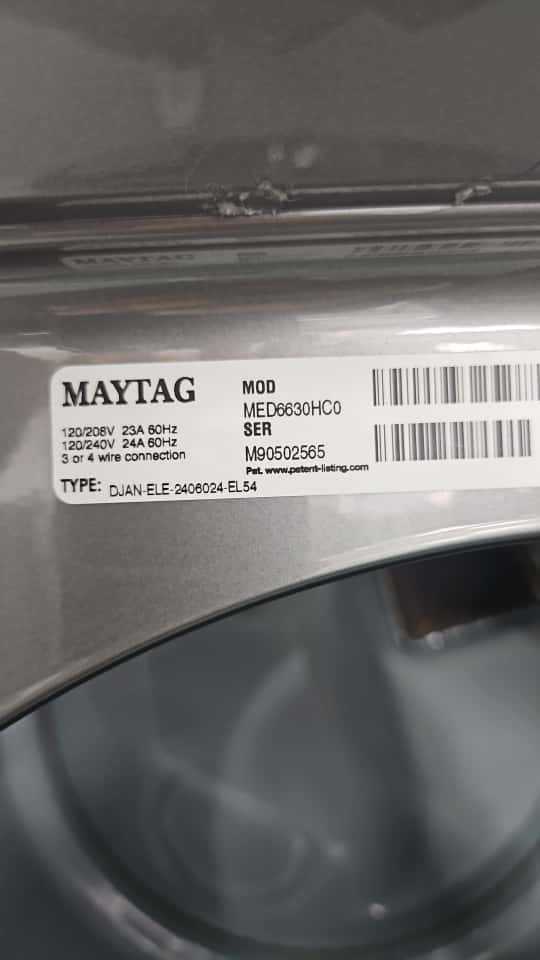 MAYTAG
120/208V 23A 60Hz
120/240V 24A 60Hz
3 or 4 wire connection
TYPE: DJAN-ELE-2406024-EL54
MOD
MED6630HC0
SER
M90502565
Pat. www.patent-listing.com